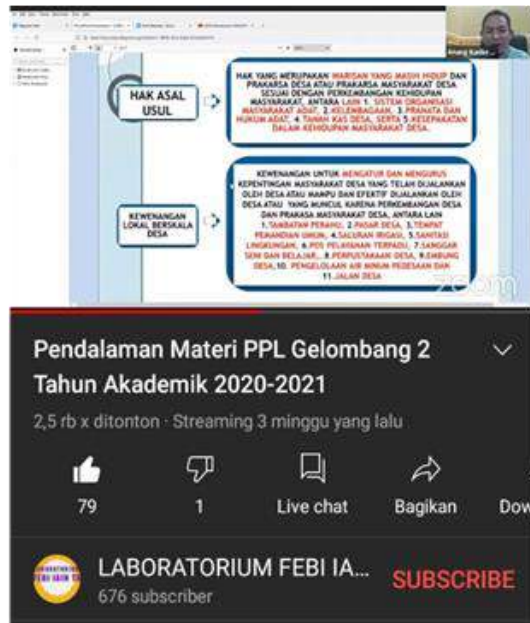 HAK ASAL
USUL
HAK YANG MERUPAKAN WARISAN YANG MASIH HIDUP DAN
PRAKARSA DESA ATAU PRAKARSA MASYARAKAT DESA
SESUAI DENGAN PERKEMBANGAN KEHIDUPAN
MASYARAKAT, ANTARA LAIN 1. SISTEM ORGANISASI
MASYARAKAT ADAT, 2.KELEMBAGAAN, 3.PRANATA DAN
HUKUM ADAT, 4.TANAH KAS DESA, SERTA 5.KESEPAKATAN
DALAM KEHIDUPAN MASYARAKAT DESA.
KEWENANGAN
LOKAL BERSKALA
DESA
KEWENANGAN UNTUK MENGATUR DAN MENGURUS
KEPENTINGAN MASYARAKAT DESA YANG TELAH DIJALANKAN
OLEH DESA ATAU MAMPU DAN EFEKTIF DIJALANKAN OLEH
DESA ATAU YANG MUNCUL KARENA PERKEMBANGAN DESA
DAN PRAKASA MASYARAKAT DESA, ANTARA LAIN
1.TAMBATAN PERAHU, 2.PASAR DESA, 3.TEMPAT
PEMANDIAN UMUM, 4.SALURAN IRIGASI, 5.SANITASI
LINGKUNGAN, 6.POS PELAYANAN TERPADU, 7.SANGGAR
SENI DAN BELAJAR, 8.PERPUSTAKAAN DESA, 9.EMBUNG
DESA,10. PENGELOLAAN AIR MINUM PEDESAAN DAN
11.JALAN DESA
zoom
Pendalaman Materi PPL Gelombang 2
Tahun Akademik 2020-2021
2,5 rb x ditonton · Streaming 3 minggu yang lalu
79
1
Live chat
Bagikan
Dow
LABORATORIUM FEBI IA...
676 subscriber
SUBSCRIBE